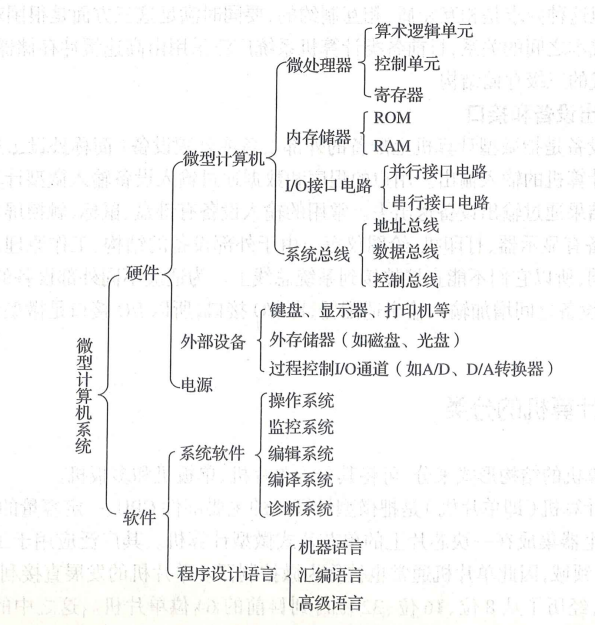 微型计算机系统
硬件
微型计算机
微处理器
算术逻辑单元
控制单元
寄存器
内存储器
ROM
RAM
I/O接口电路
并行接口电路
串行接口电路
系统总线
地址总线
数据总线
控制总线
外部设备
键盘、显示器、打印机等
外存储器（如磁盘、光盘）
过程控制I/O通道（如A/D、D/A转换器）
电源
软件
系统软件
操作系统
监控系统
编辑系统
编译系统
诊断系统
程序设计语言
机器语言
汇编语言
高级语言